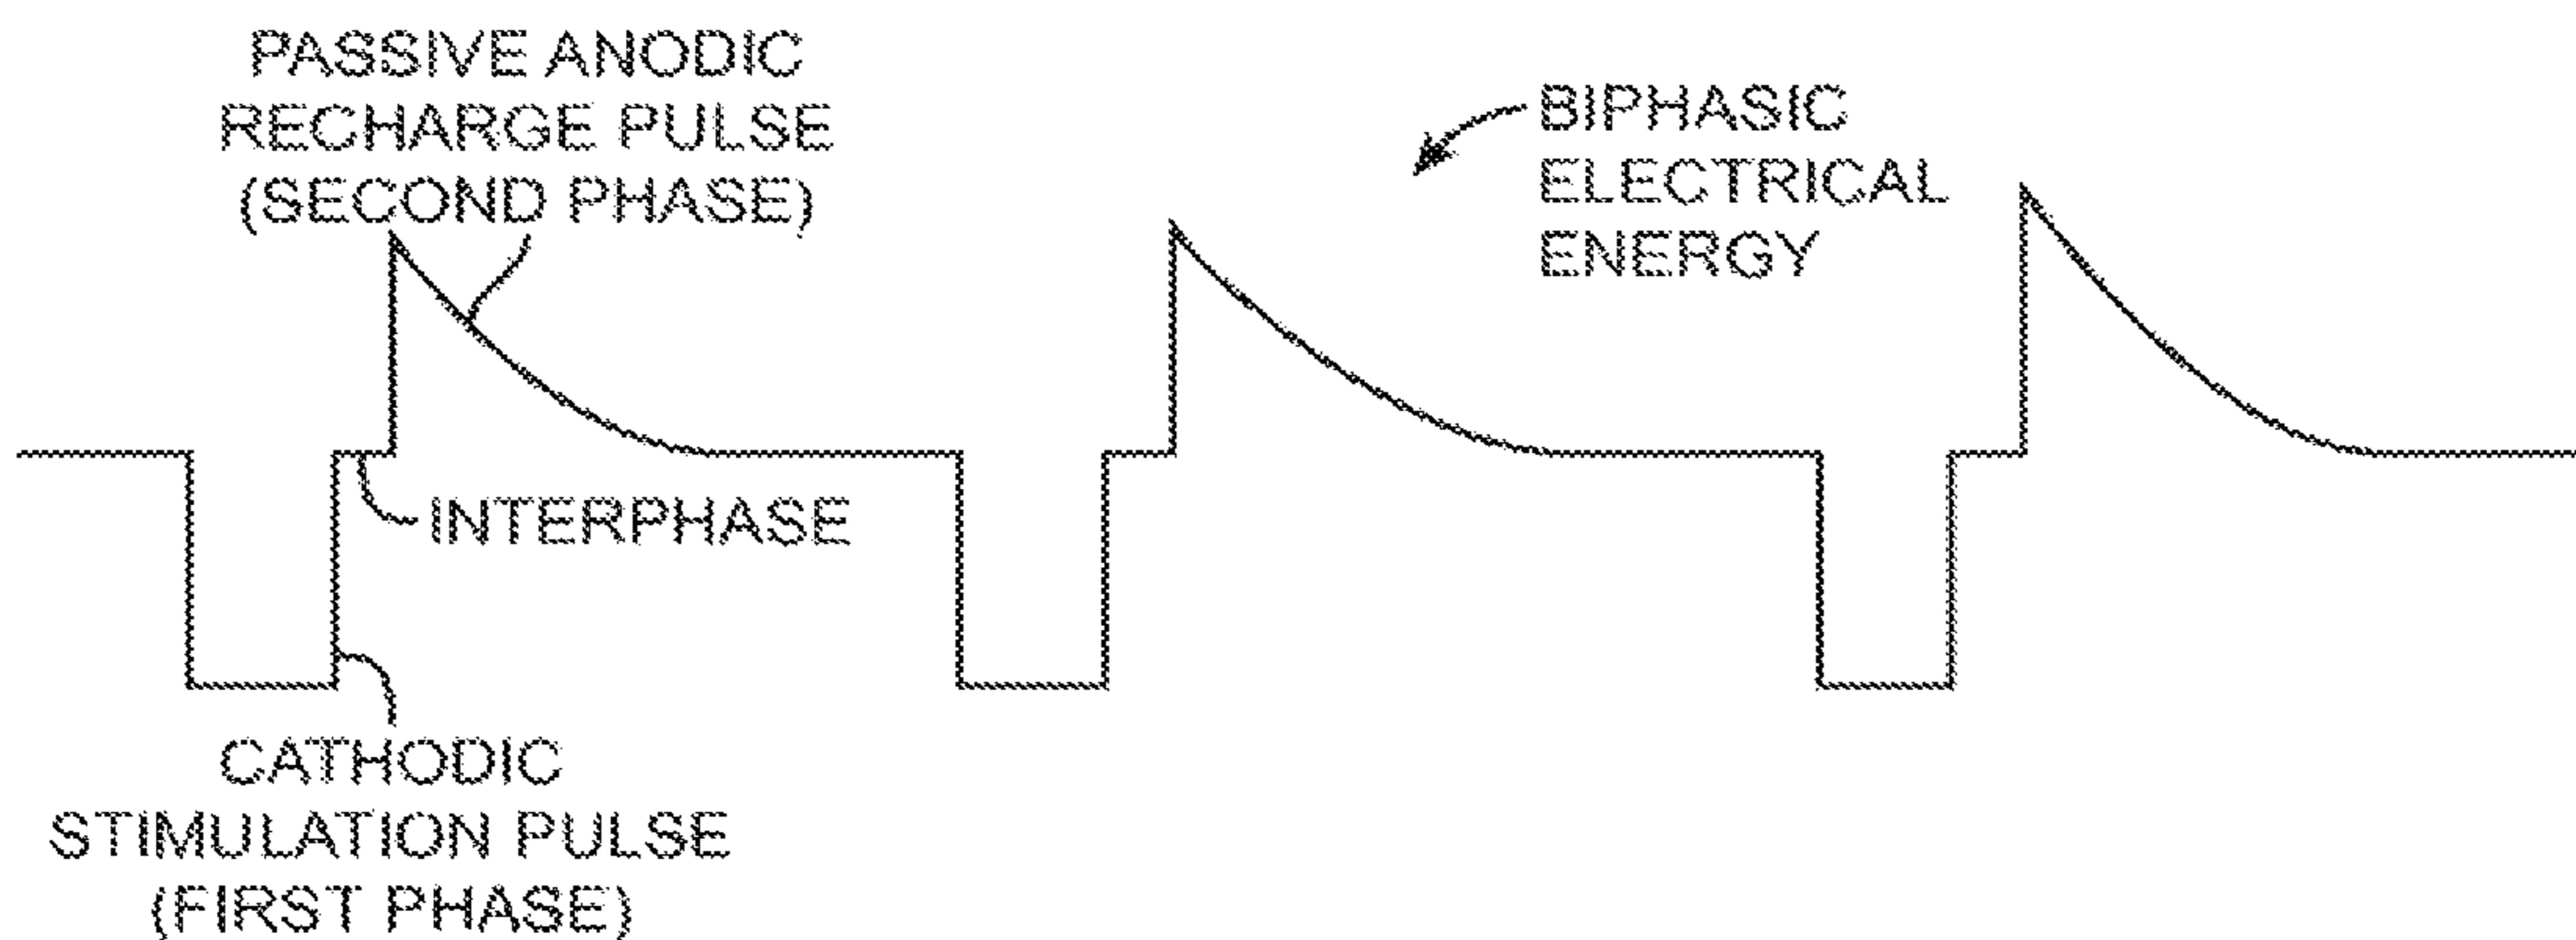 PASSIVE ANODIC
RECHARGE PULSE
(SECOND PHASE)
BIPHASIC
ELECTRICAL
ENERGY
INTERPHASE
CATHODIC
STIMULATION PULSE
(FIRST PHASE)